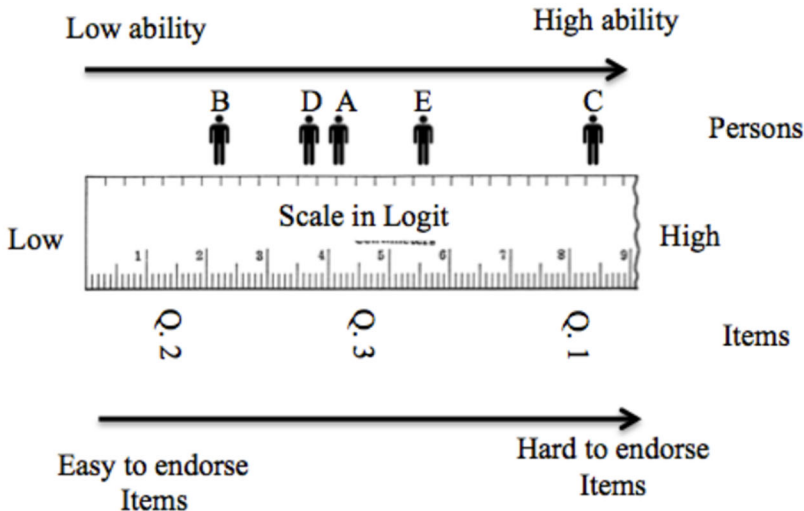 Low ability
High ability
B D A E C
Persons
Scale in Logit
Low
High
1 2 3 4 5 6 7 8 9
Q.2 Q.3 Q.1
Items
Easy to endorse
Items
Hard to endorse
Items